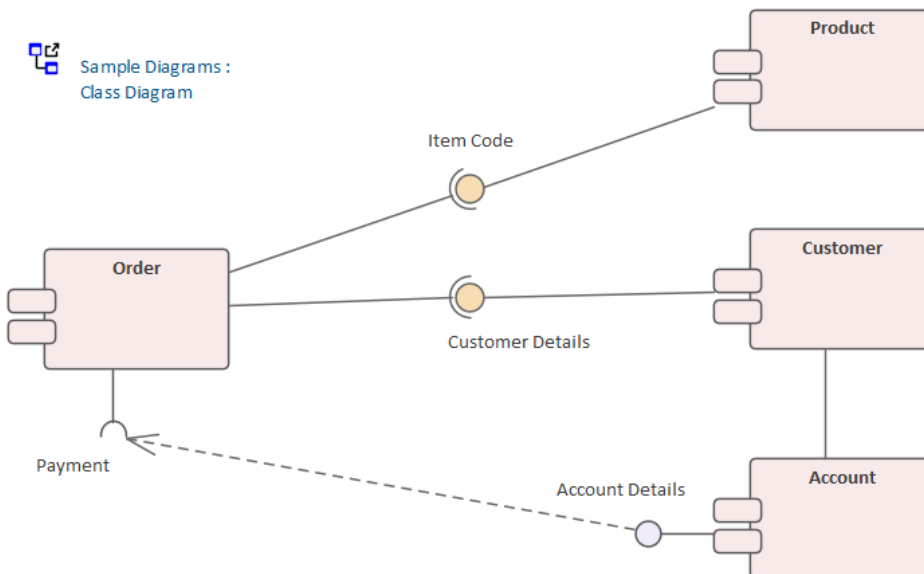 Product
Sample Diagrams :
Class Diagram
Item Code
Customer
Order
Customer Details
Payment
Account
Account Details